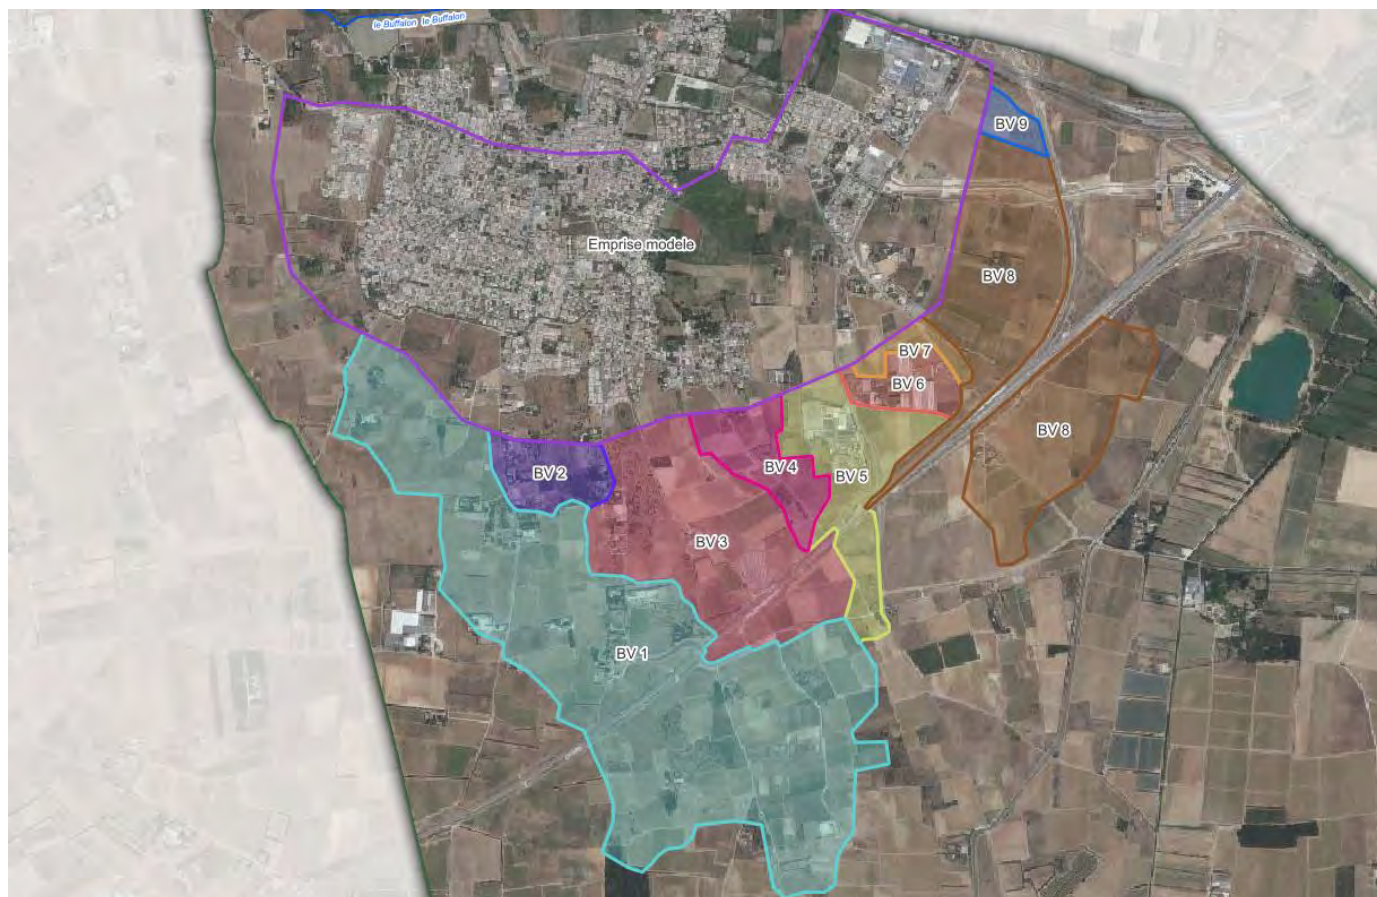 le Buffalon le Buffalon
BV 9
Emprise modele
BV 8
BV 7
BV 6
BV 8
BV 4
BV 5
BV 2
BV 3
BV 1